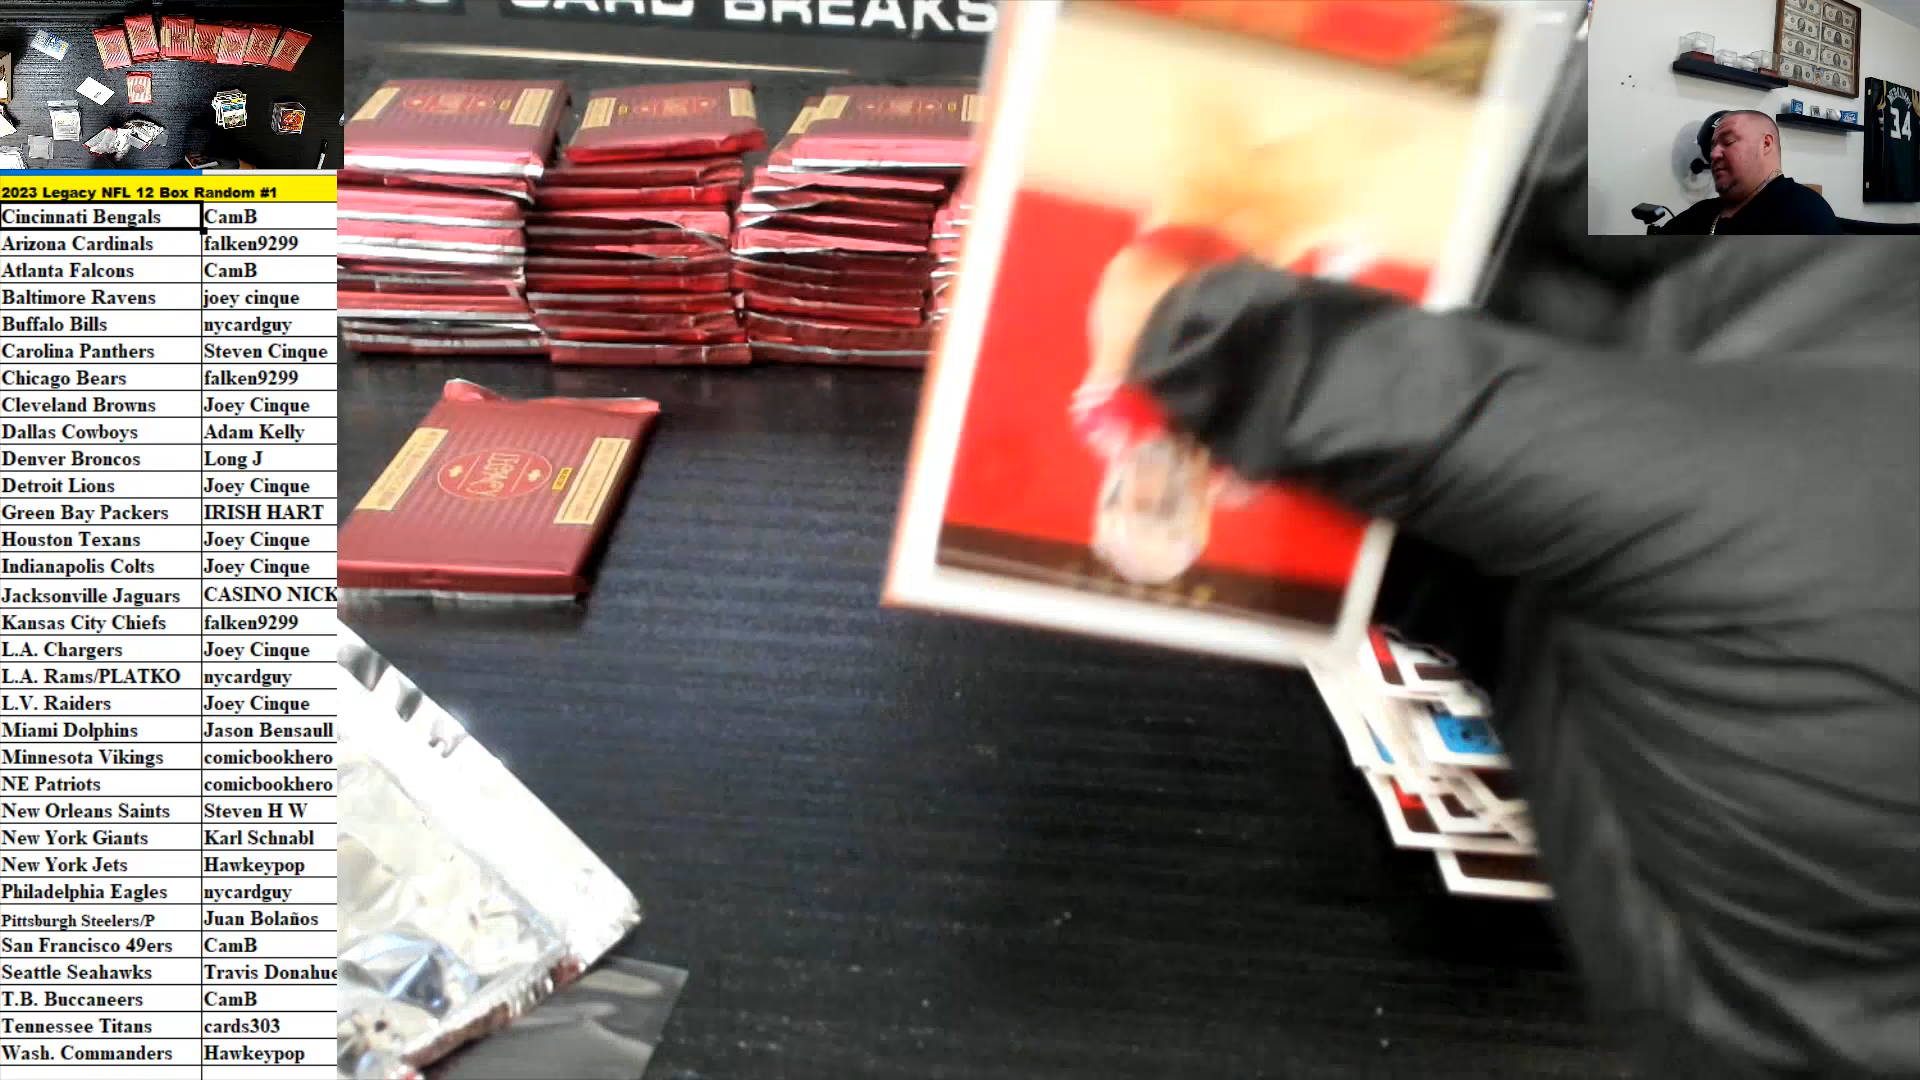 CARD BREAKS
2023 Legacy NFL 12 Box Random #1
Cincinnati Bengals CamB
Arizona Cardinals falken9299
Atlanta Falcons CamB
Baltimore Ravens joey cinque
Buffalo Bills nycardguy
Carolina Panthers Steven Cinque
Chicago Bears falken9299
Cleveland Browns Joey Cinque
Dallas Cowboys Adam Kelly
Denver Broncos Long J
Detroit Lions Joey Cinque
Green Bay Packers IRISH HART
Houston Texans Joey Cinque
Indianapolis Colts Joey Cinque
Jacksonville Jaguars CASINO NICK
Kansas City Chiefs falken9299
L.A. Chargers Joey Cinque
L.A. Rams/PLATKO nycardguy
L.V. Raiders Joey Cinque
Miami Dolphins Jason Bensaull
Minnesota Vikings comicbookhero
NE Patriots comicbookhero
New Orleans Saints Steven H W
New York Giants Karl Schnabl
New York Jets Hawkeypop
Philadelphia Eagles nycardguy
Pittsburgh Steelers/P Juan Bolaños
San Francisco 49ers CamB
Seattle Seahawks Travis Donahue
T.B. Buccaneers CamB
Tennessee Titans cards303
Wash. Commanders Hawkeypop
Legacy
34